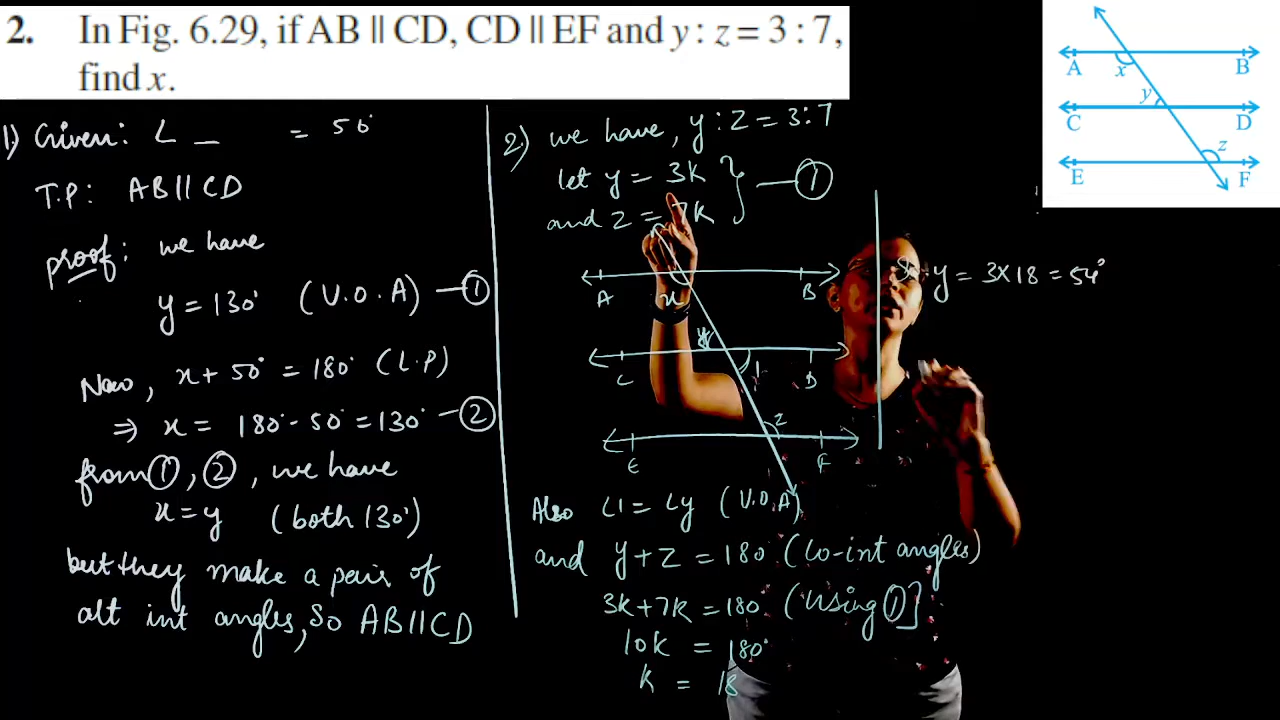 2. In Fig. 6.29, if AB || CD, CD || EF and y : z = 3 : 7,
find x.
A B
x
y
C D
z
E F
1) Given: ∠ _ = 50°
T.P: AB || CD
proof: we have
y = 130° (V.O.A) — ①
Now, x + 50° = 180° (L.P)
⇒ x = 180° - 50° = 130° — ②
from ①, ②, we have
x = y (both 130°)
but they make a pair of
alt int angles, So AB || CD
2) we have, y : z = 3 : 7
let y = 3k
and z = 7k } — ①
A B
x
y
C 1 D
z
E F
Also ∠1 = ∠y (V.O.A)
and y + z = 180° (Co-int angles)
3k + 7k = 180 (Using ①]
10k = 180°
k = 18
So y = 3 × 18 = 54°